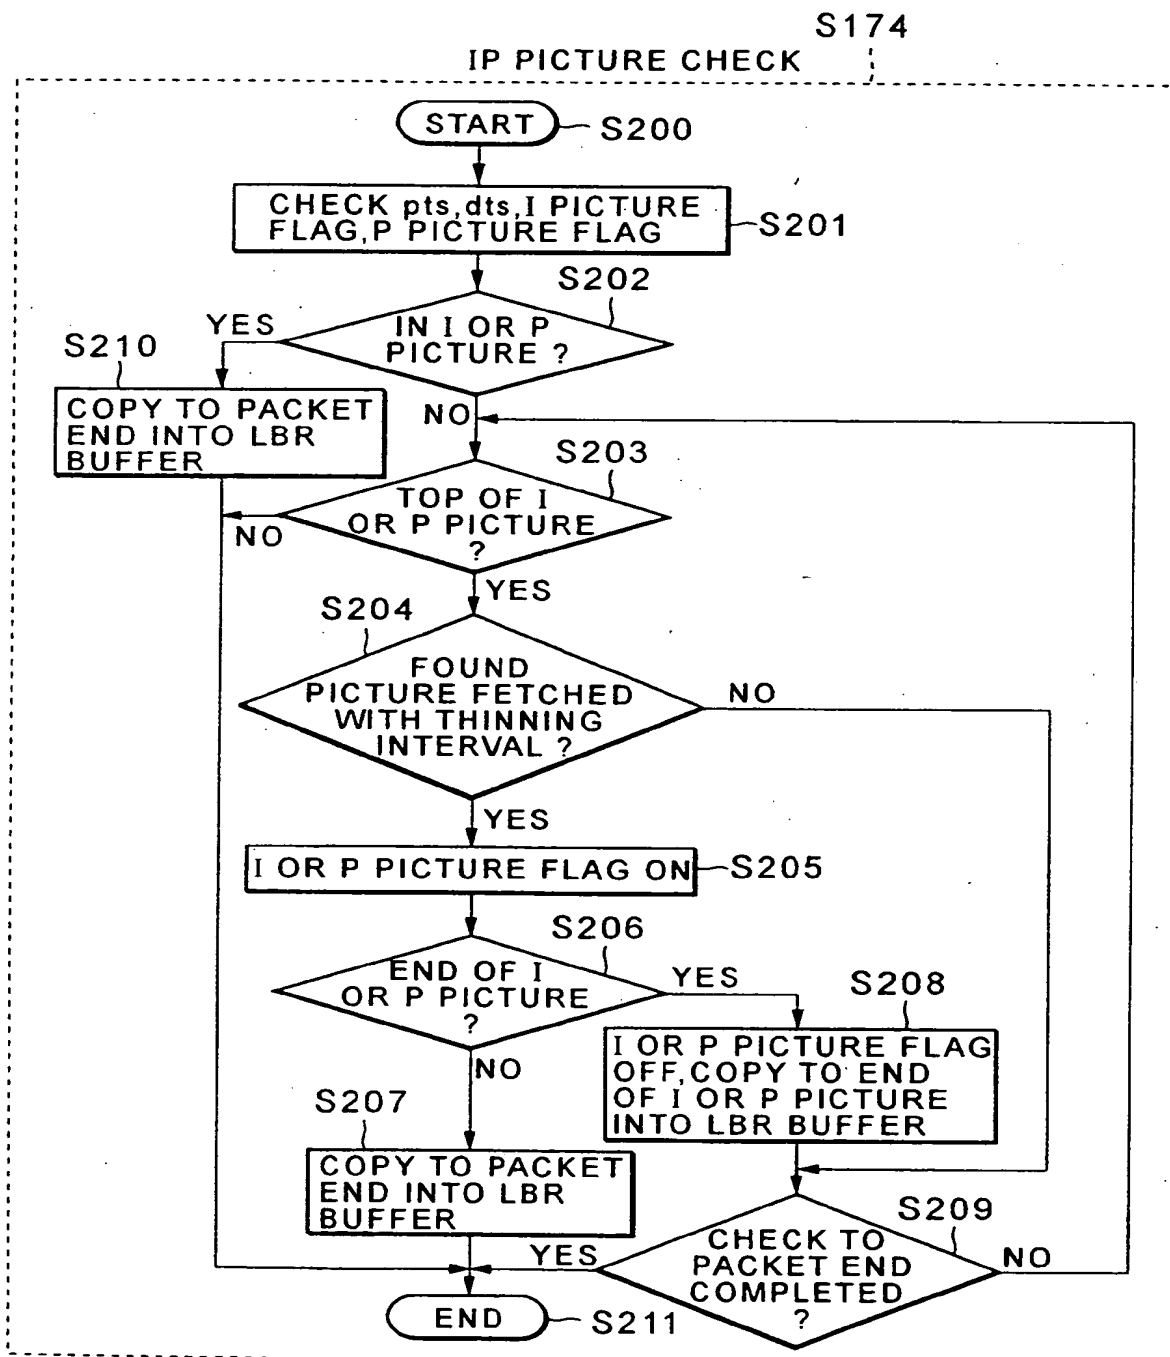 S174
IP PICTURE CHECK
START
S200
CHECK pts,dts,I PICTURE
FLAG,P PICTURE FLAG
S201
S202
IN I OR P
PICTURE ?
YES
NO
S210
COPY TO PACKET
END INTO LBR
BUFFER
S203
TOP OF I
OR P PICTURE
?
NO
YES
S204
FOUND
PICTURE FETCHED
WITH THINNING
INTERVAL ?
NO
YES
I OR P PICTURE FLAG ON
S205
S206
END OF I
OR P PICTURE
?
YES
NO
S208
I OR P PICTURE FLAG
OFF,COPY TO END
OF I OR P PICTURE
INTO LBR BUFFER
S207
COPY TO PACKET
END INTO LBR
BUFFER
S209
CHECK TO
PACKET END
COMPLETED
?
YES
NO
END
S211